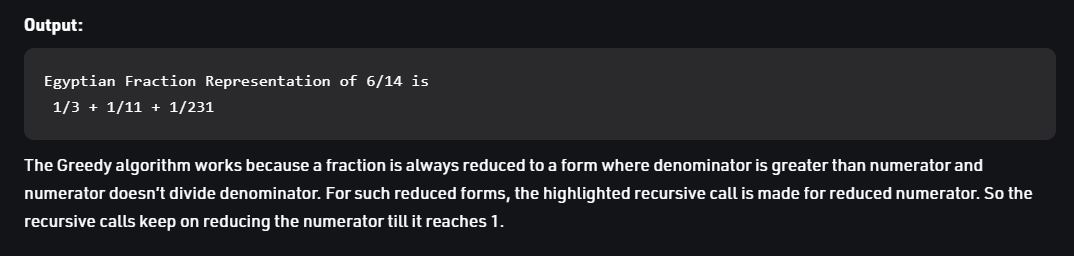 Output:
Egyptian Fraction Representation of 6/14 is
1/3 + 1/11 + 1/231
The Greedy algorithm works because a fraction is always reduced to a form where denominator is greater than numerator and
numerator doesn’t divide denominator. For such reduced forms, the highlighted recursive call is made for reduced numerator. So the
recursive calls keep on reducing the numerator till it reaches 1.